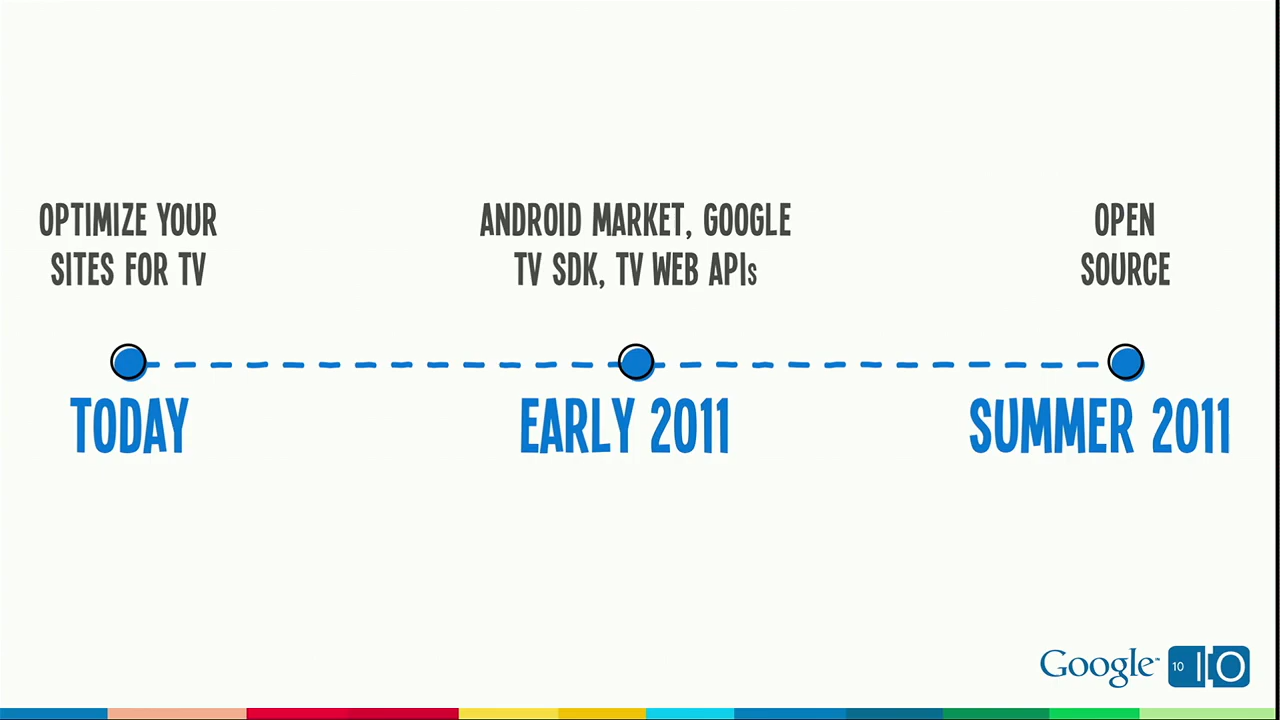 OPTIMIZE YOUR
SITES FOR TV
ANDROID MARKET, GOOGLE
TV SDK, TV WEB APIs
OPEN
SOURCE
TODAY
EARLY 2011
SUMMER 2011
Google™ 10 IO